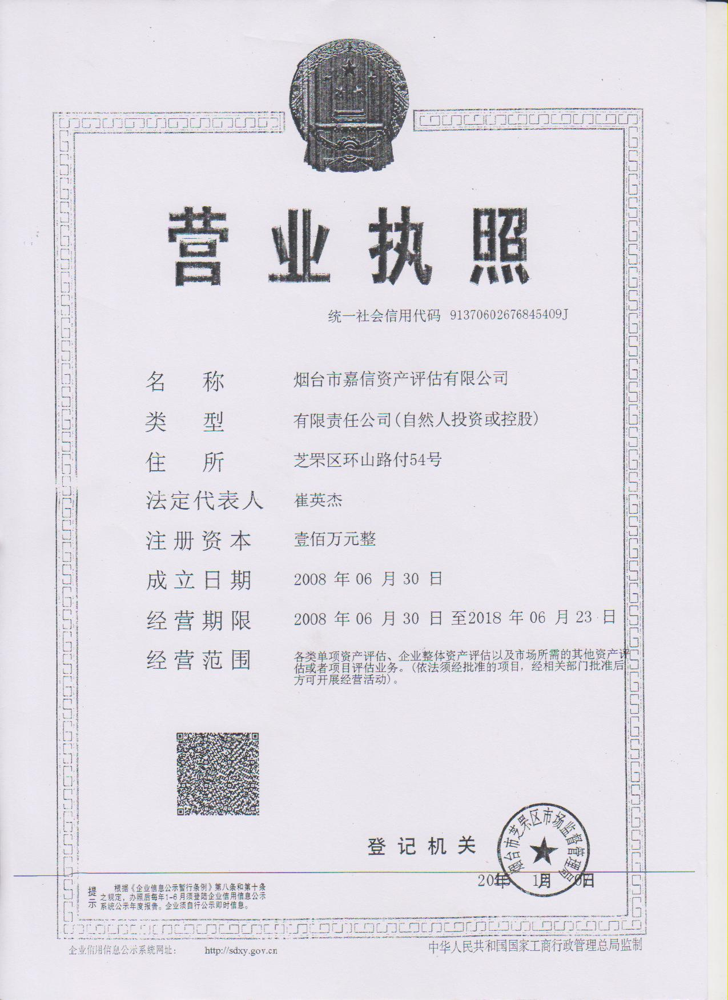 营业执照
统一社会信用代码 91370602676845409J
名称 烟台市嘉信资产评估有限公司
类型 有限责任公司(自然人投资或控股)
住所 芝罘区环山路付54号
法定代表人 崔英杰
注册资本 壹佰万元整
成立日期 2008 年 06 月 30 日
经营期限 2008 年 06 月 30 日 至2018 年 06 月 23 日
经营范围 各类单项资产评估、企业整体资产评估以及市场所需的其他资产评
估或者项目评估业务。(依法须经批准的项目，经相关部门批准后
方可开展经营活动)。
登记机关
烟台市芝罘区市场监督管理局
年 月 日
提示 根据《企业信息公示暂行条例》第八条和第十条
之规定，办照后每年1-6月须登陆企业信用信息公示
系统公示年度报告。企业须自行公示即时信息。
企业信用信息公示系统网址： http://sdxy.gov.cn
中华人民共和国国家工商行政管理总局监制